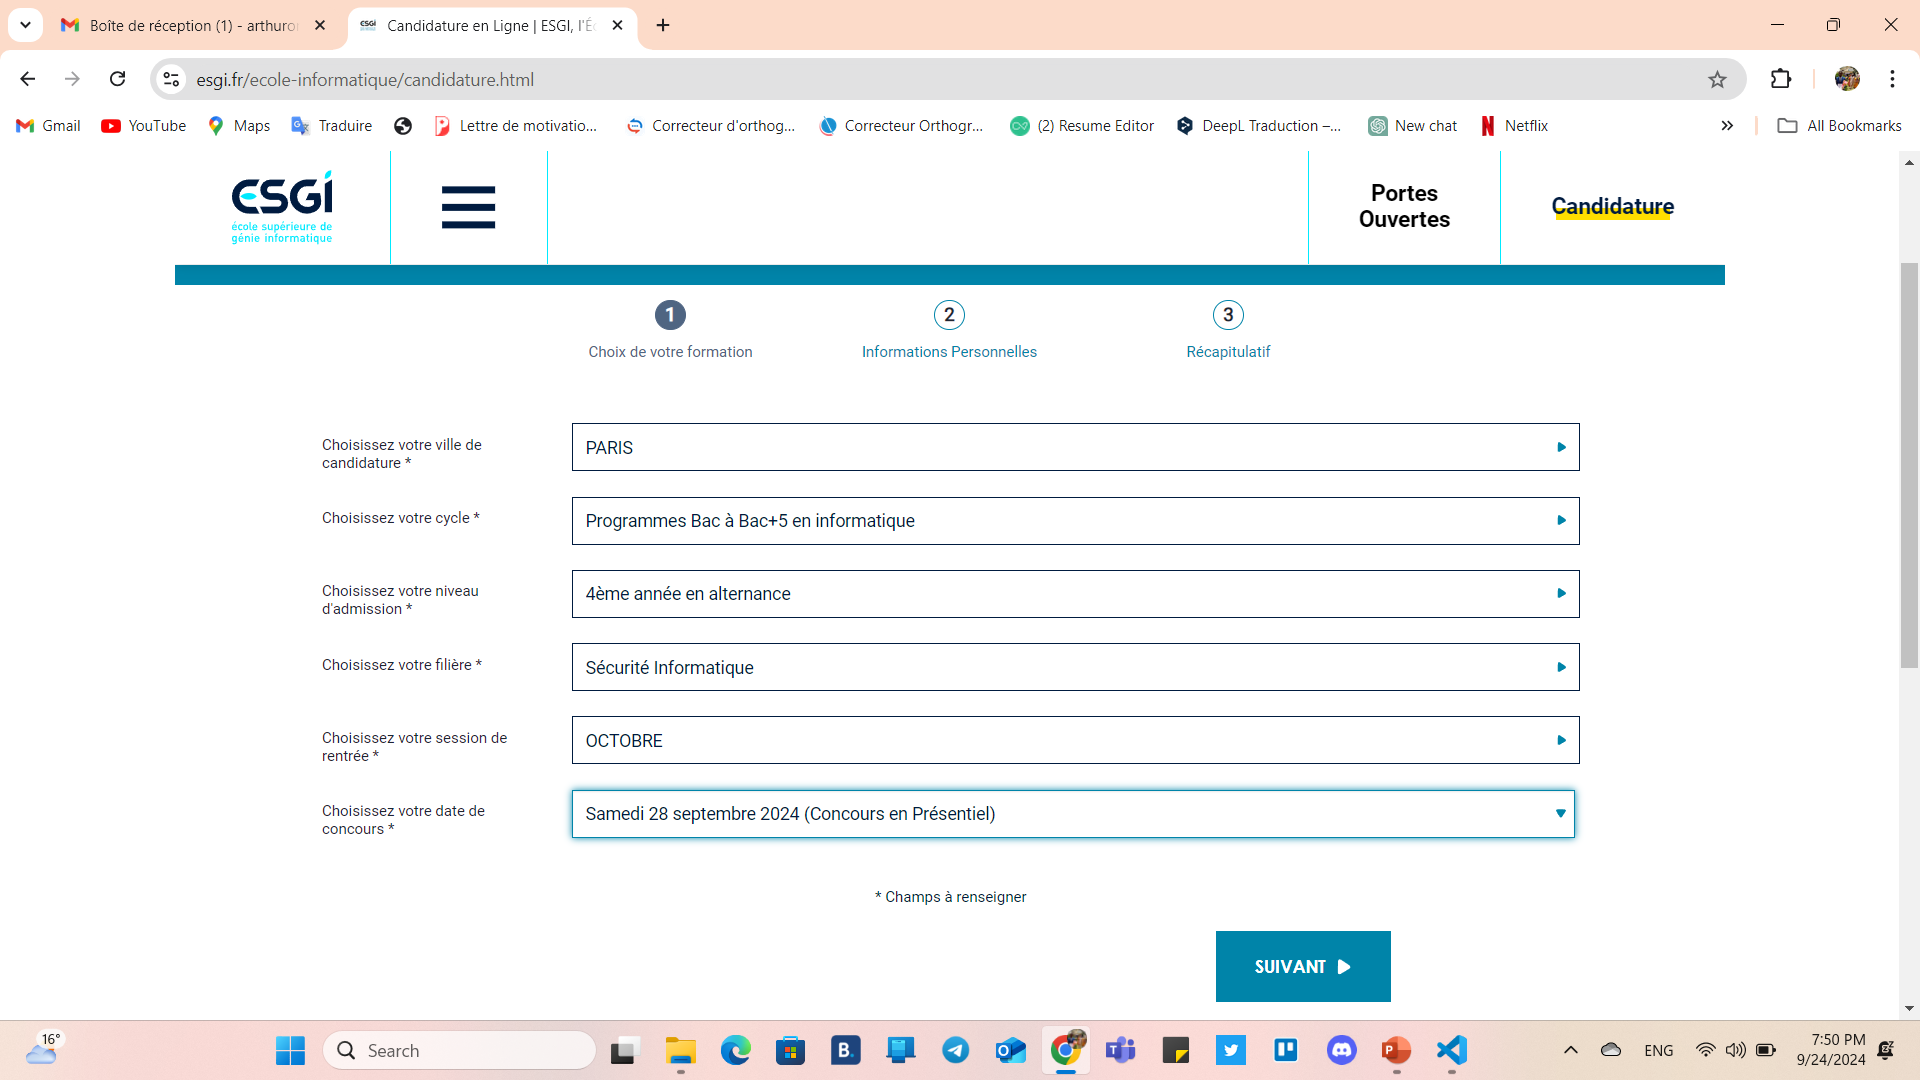 Boîte de réception (1) - arthuror
Candidature en Ligne | ESGI, l'Éc
esgi.fr/ecole-informatique/candidature.html
Gmail
YouTube
Maps
Traduire
Lettre de motivatio...
Correcteur d'orthog...
Correcteur Orthogr...
(2) Resume Editor
DeepL Traduction –...
New chat
Netflix
All Bookmarks
ESGI
école supérieure de
génie informatique
Portes
Ouvertes
Candidature
1
2
3
Choix de votre formation
Informations Personnelles
Récapitulatif
Choisissez votre ville de
candidature *
PARIS
Choisissez votre cycle *
Programmes Bac à Bac+5 en informatique
Choisissez votre niveau
d'admission *
4ème année en alternance
Choisissez votre filière *
Sécurité Informatique
Choisissez votre session de
rentrée *
OCTOBRE
Choisissez votre date de
concours *
Samedi 28 septembre 2024 (Concours en Présentiel)
* Champs à renseigner
SUIVANT
16°
Search
ENG
7:50 PM
9/24/2024